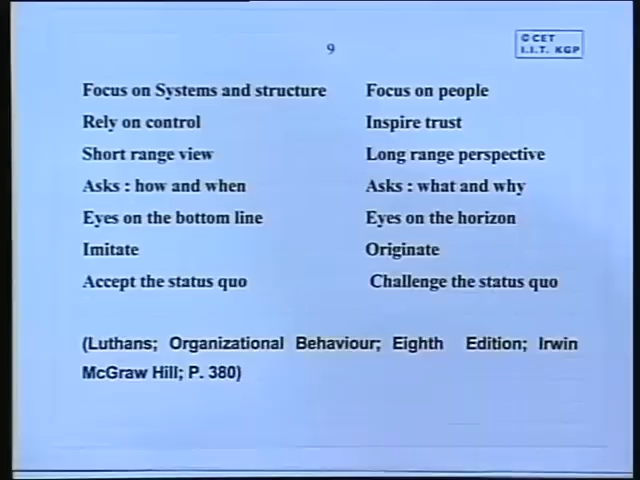 9
© CET
I.I.T. KGP
Focus on Systems and structure Focus on people
Rely on control Inspire trust
Short range view Long range perspective
Asks : how and when Asks : what and why
Eyes on the bottom line Eyes on the horizon
Imitate Originate
Accept the status quo Challenge the status quo
(Luthans; Organizational Behaviour; Eighth Edition; Irwin
McGraw Hill; P. 380)